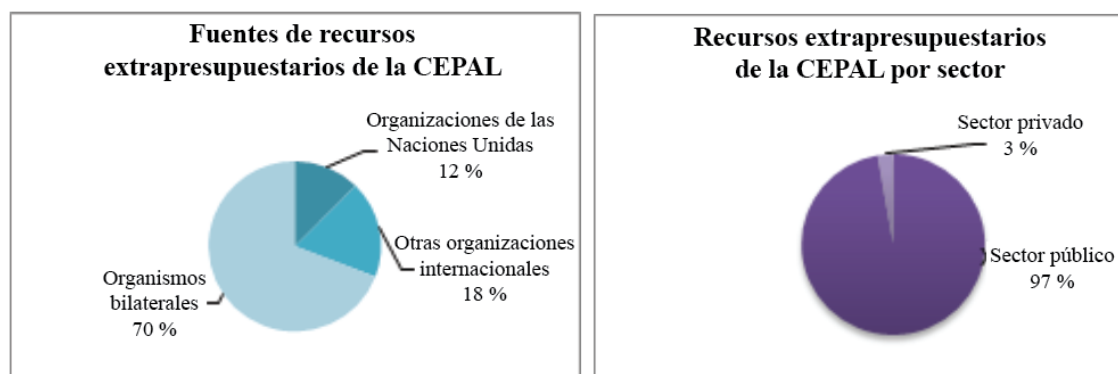 Fuentes de recursos
extrapresupuestarios de la CEPAL
Organizaciones de las
Naciones Unidas
12 %
Otras organizaciones
internacionales
18 %
Organismos
bilaterales
70 %
Recursos extrapresupuestarios
de la CEPAL por sector
Sector privado
3 %
Sector público
97 %